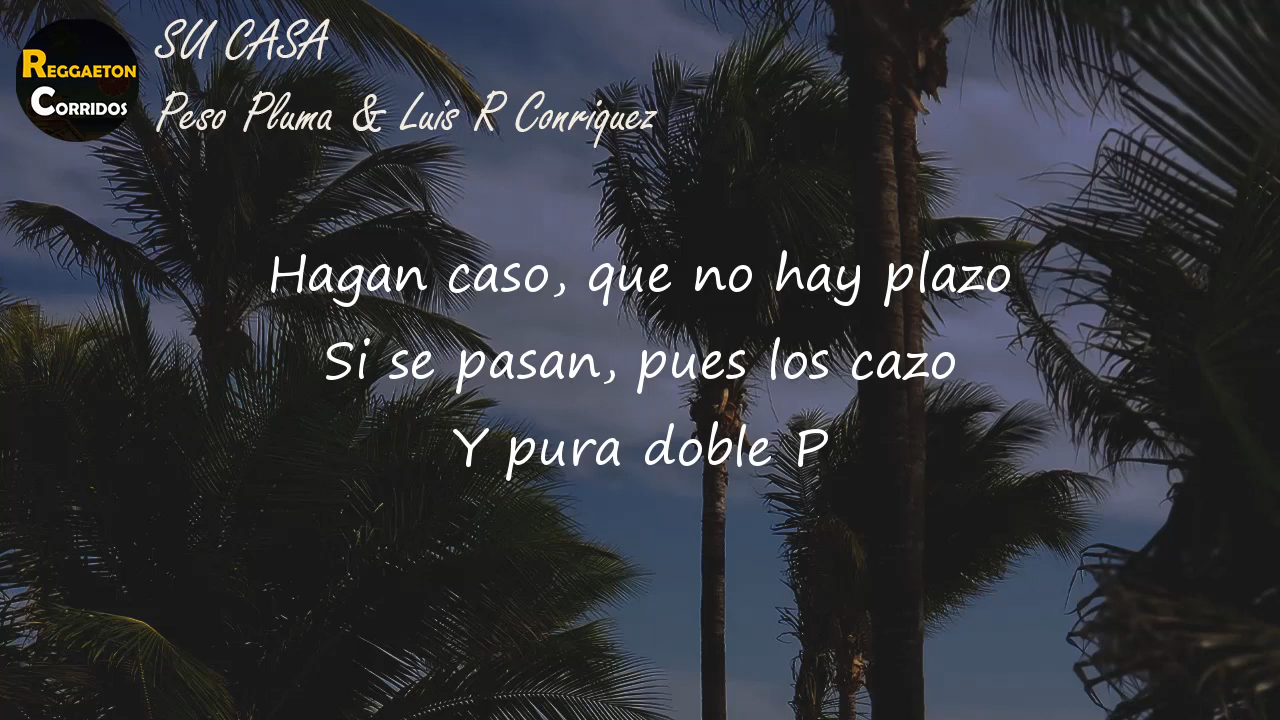 REGGAETON
CORRIDOS
SU CASA
Peso Pluma & Luis R Conriquez
Hagan caso, que no hay plazo
Si se pasan, pues los cazo
Y pura doble P